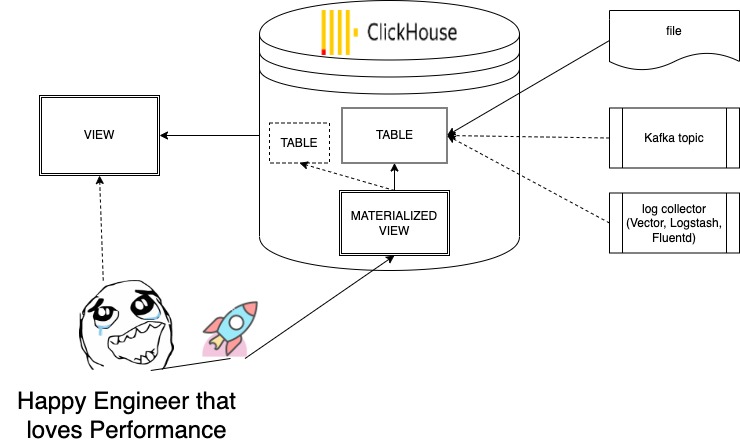 ClickHouse
file
VIEW
TABLE
TABLE
Kafka topic
MATERIALIZED
VIEW
log collector
(Vector, Logstash,
Fluentd)
Happy Engineer that
loves Performance